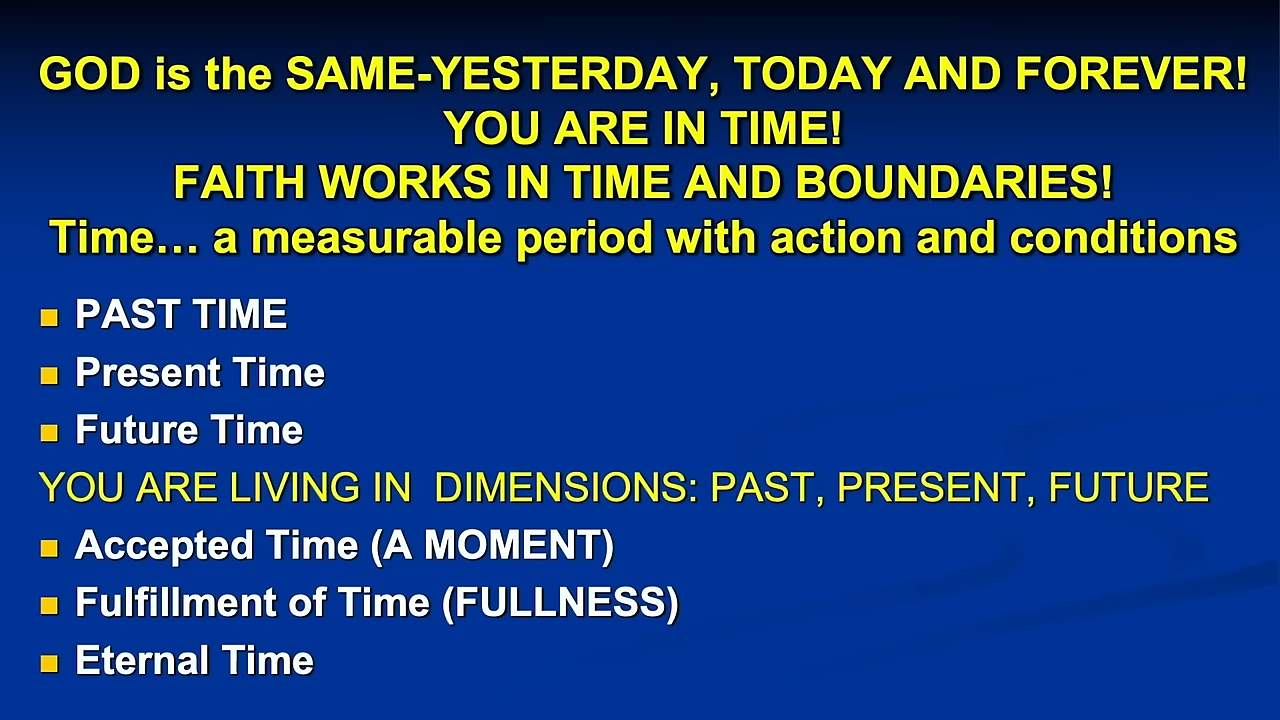 GOD is the SAME-YESTERDAY, TODAY AND FOREVER!
YOU ARE IN TIME!
FAITH WORKS IN TIME AND BOUNDARIES!
Time… a measurable period with action and conditions
■ PAST TIME
■ Present Time
■ Future Time
YOU ARE LIVING IN  DIMENSIONS: PAST, PRESENT, FUTURE
■ Accepted Time (A MOMENT)
■ Fulfillment of Time (FULLNESS)
■ Eternal Time